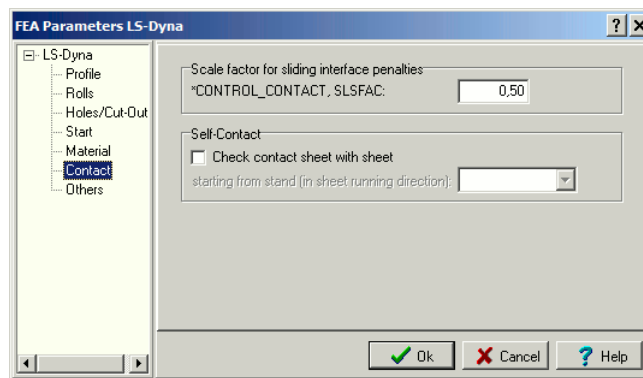 FEA Parameters LS-Dyna
LS-Dyna
Profile
Rolls
Holes/Cut-Out
Start
Material
Contact
Others
Scale factor for sliding interface penalties
*CONTROL_CONTACT, SLSFAC: 0,50
Self-Contact
Check contact sheet with sheet
starting from stand (in sheet running direction):
Ok Cancel ? Help